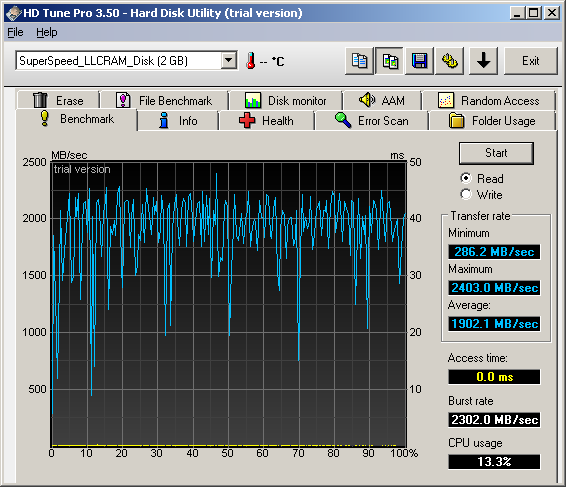 HD Tune Pro 3.50 - Hard Disk Utility (trial version)
File Help
SuperSpeed_LLCRAM_Disk (2 GB)
-- °C
Exit
Erase
File Benchmark
Disk monitor
AAM
Random Access
Benchmark
Info
Health
Error Scan
Folder Usage
MB/sec
ms
trial version
2500
2000
1500
1000
500
50
40
30
20
10
0 10 20 30 40 50 60 70 80 90 100%
Start
Read
Write
Transfer rate
Minimum
286.2 MB/sec
Maximum
2403.0 MB/sec
Average:
1902.1 MB/sec
Access time:
0.0 ms
Burst rate
2302.0 MB/sec
CPU usage
13.3%